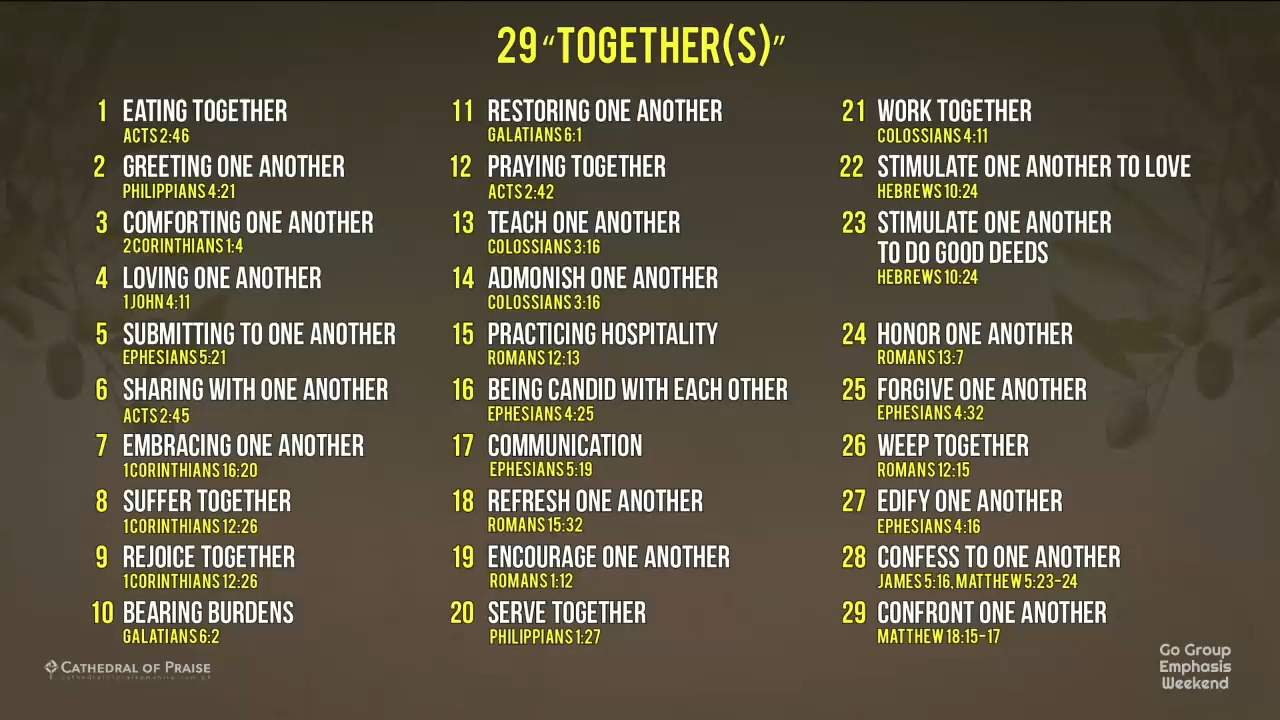 29 “TOGETHER(S)”
1 EATING TOGETHER
ACTS 2:46
2 GREETING ONE ANOTHER
PHILIPPIANS 4:21
3 COMFORTING ONE ANOTHER
2 CORINTHIANS 1:4
4 LOVING ONE ANOTHER
1 JOHN 4:11
5 SUBMITTING TO ONE ANOTHER
EPHESIANS 5:21
6 SHARING WITH ONE ANOTHER
ACTS 2:45
7 EMBRACING ONE ANOTHER
1 CORINTHIANS 16:20
8 SUFFER TOGETHER
1 CORINTHIANS 12:26
9 REJOICE TOGETHER
1 CORINTHIANS 12:26
10 BEARING BURDENS
GALATIANS 6:2
11 RESTORING ONE ANOTHER
GALATIANS 6:1
12 PRAYING TOGETHER
ACTS 2:42
13 TEACH ONE ANOTHER
COLOSSIANS 3:16
14 ADMONISH ONE ANOTHER
COLOSSIANS 3:16
15 PRACTICING HOSPITALITY
ROMANS 12:13
16 BEING CANDID WITH EACH OTHER
EPHESIANS 4:25
17 COMMUNICATION
EPHESIANS 5:19
18 REFRESH ONE ANOTHER
ROMANS 15:32
19 ENCOURAGE ONE ANOTHER
ROMANS 1:12
20 SERVE TOGETHER
PHILIPPIANS 1:27
21 WORK TOGETHER
COLOSSIANS 4:11
22 STIMULATE ONE ANOTHER TO LOVE
HEBREWS 10:24
23 STIMULATE ONE ANOTHER
TO DO GOOD DEEDS
HEBREWS 10:24
24 HONOR ONE ANOTHER
ROMANS 13:7
25 FORGIVE ONE ANOTHER
EPHESIANS 4:32
26 WEEP TOGETHER
ROMANS 12:15
27 EDIFY ONE ANOTHER
EPHESIANS 4:16
28 CONFESS TO ONE ANOTHER
JAMES 5:16, MATTHEW 5:23-24
29 CONFRONT ONE ANOTHER
MATTHEW 18:15-17
CATHEDRAL OF PRAISE
Go Group
Emphasis
Weekend